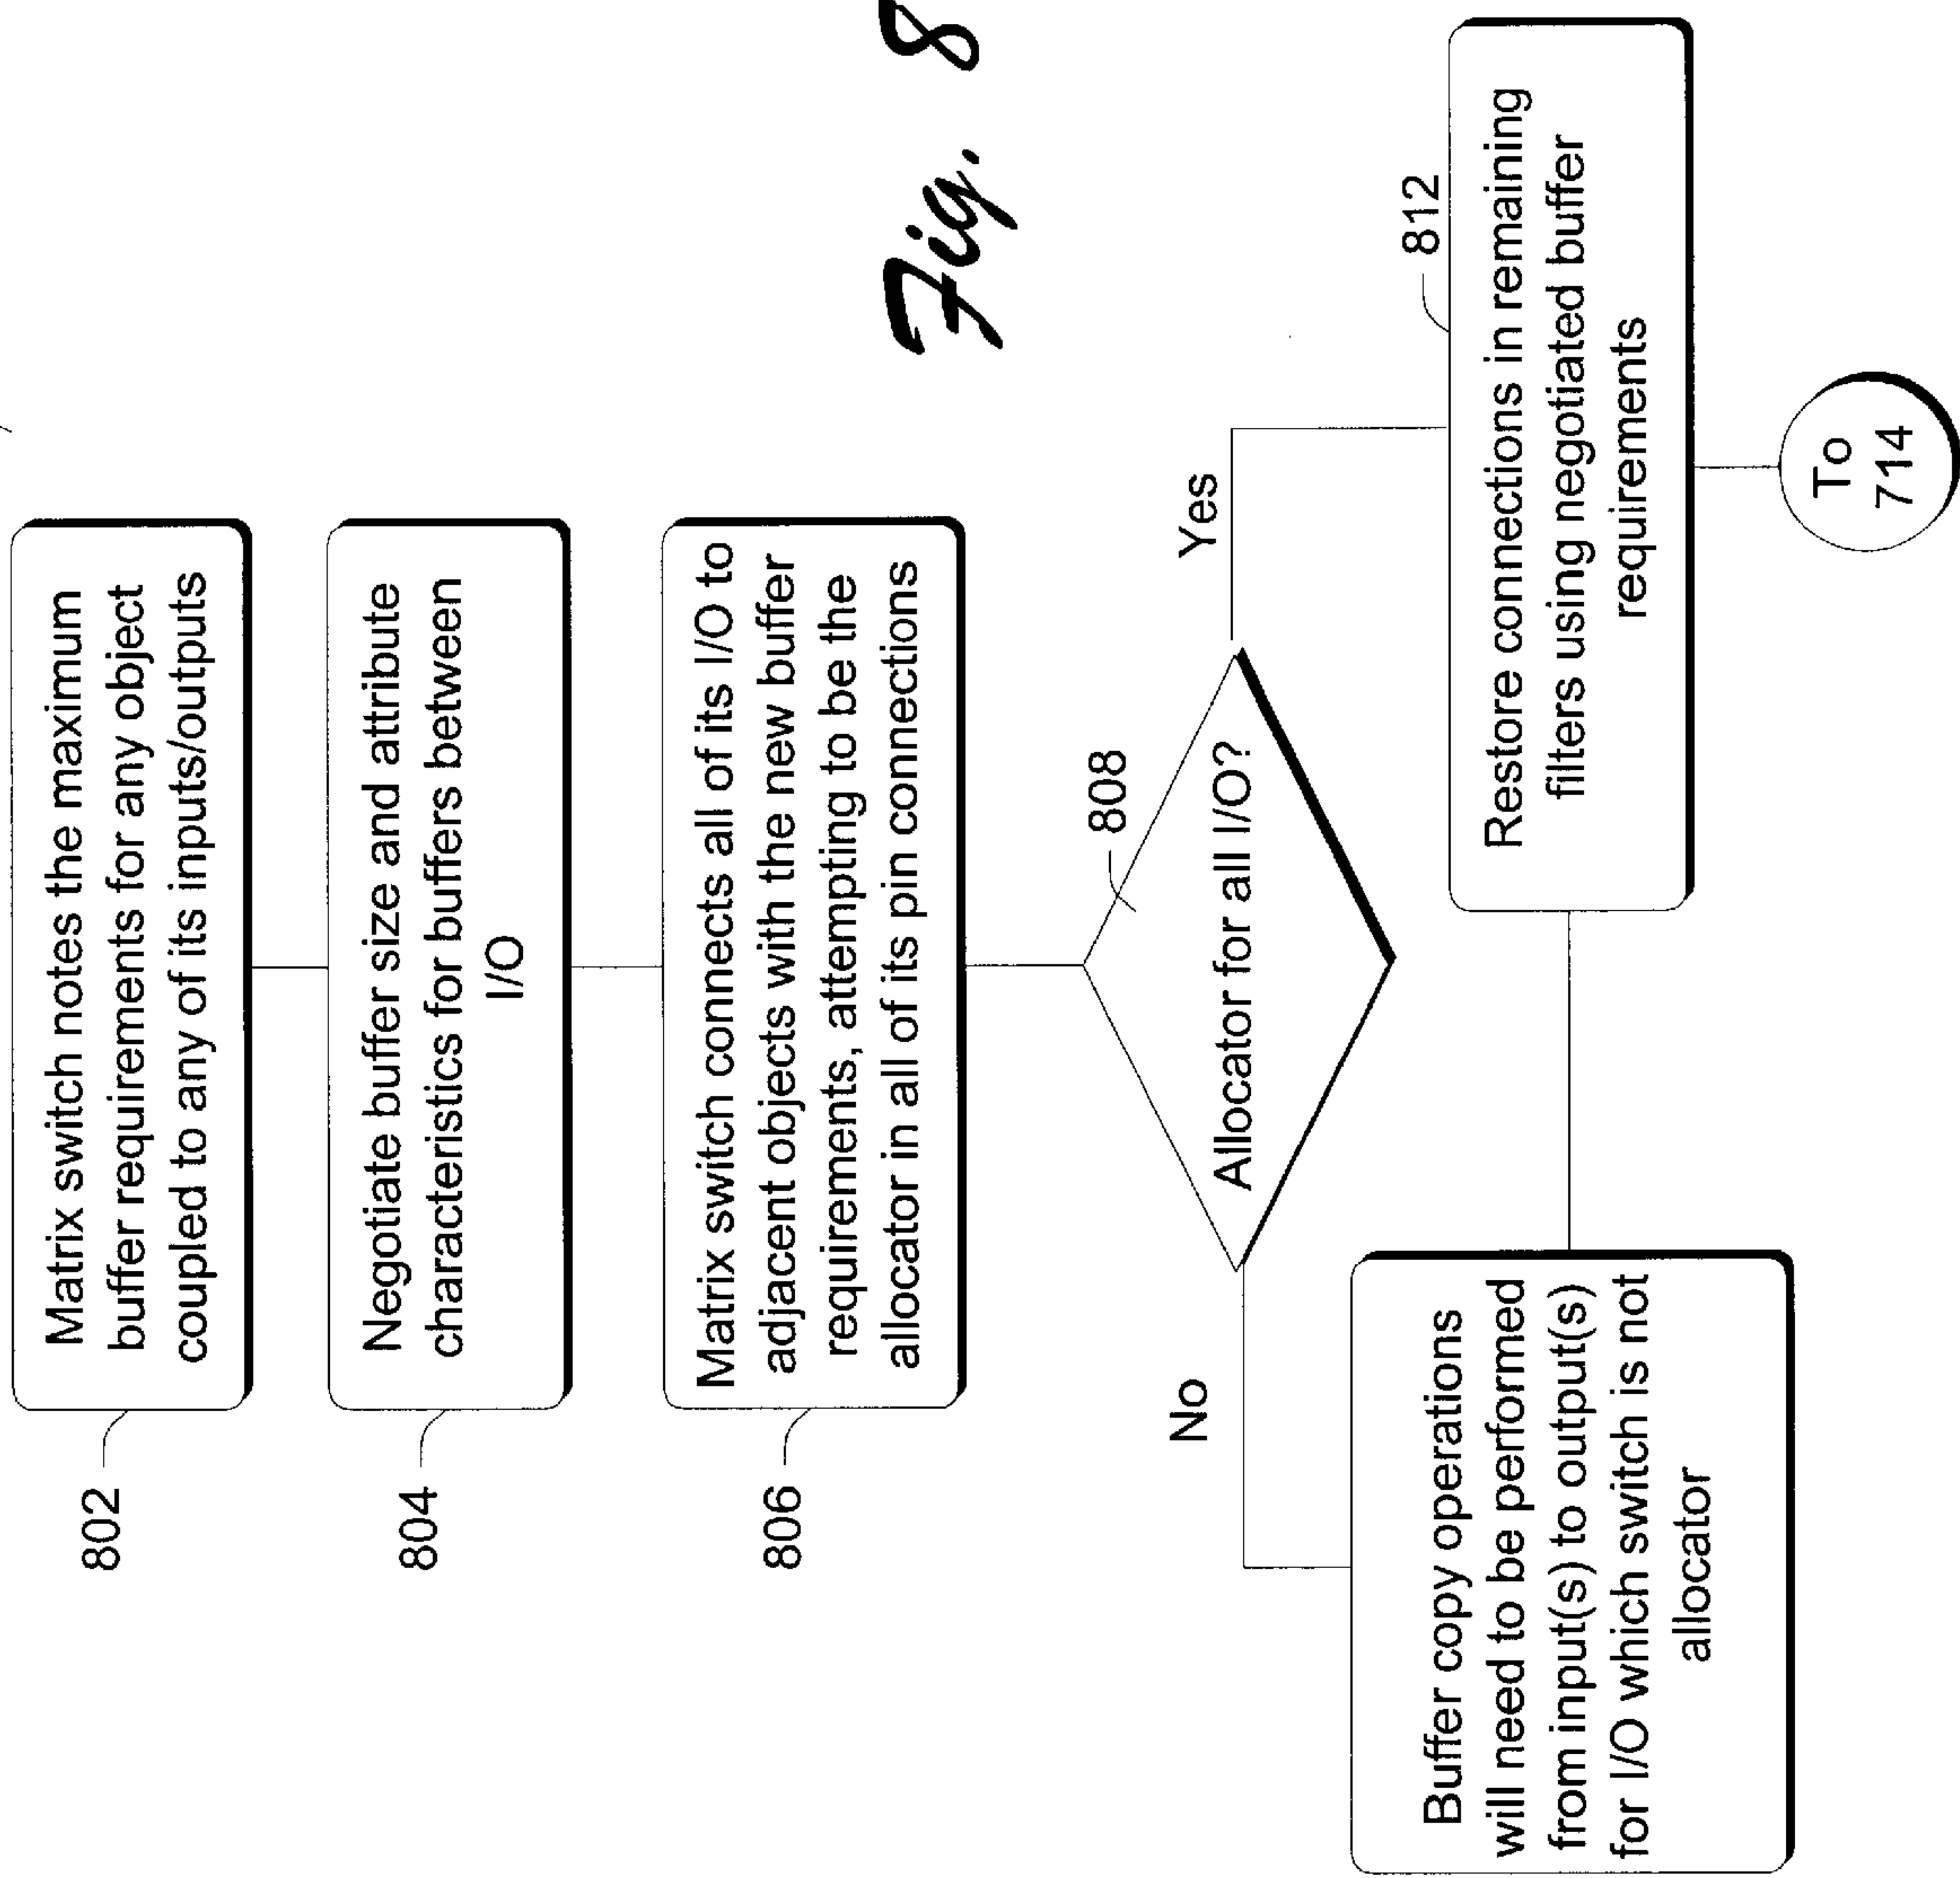 802
Matrix switch notes the maximum
buffer requirements for any object
coupled to any of its inputs/outputs
804
Negotiate buffer size and attribute
characteristics for buffers between
I/O
806
Matrix switch connects all of its I/O to
adjacent objects with the new buffer
requirements, attempting to be the
allocator in all of its pin connections
Fig. 8
808
Allocator for all I/O?
No
Yes
Buffer copy operations
will need to be performed
from input(s) to output(s)
for I/O which switch is not
allocator
812
Restore connections in remaining
filters using negotiated buffer
requirements
To
714